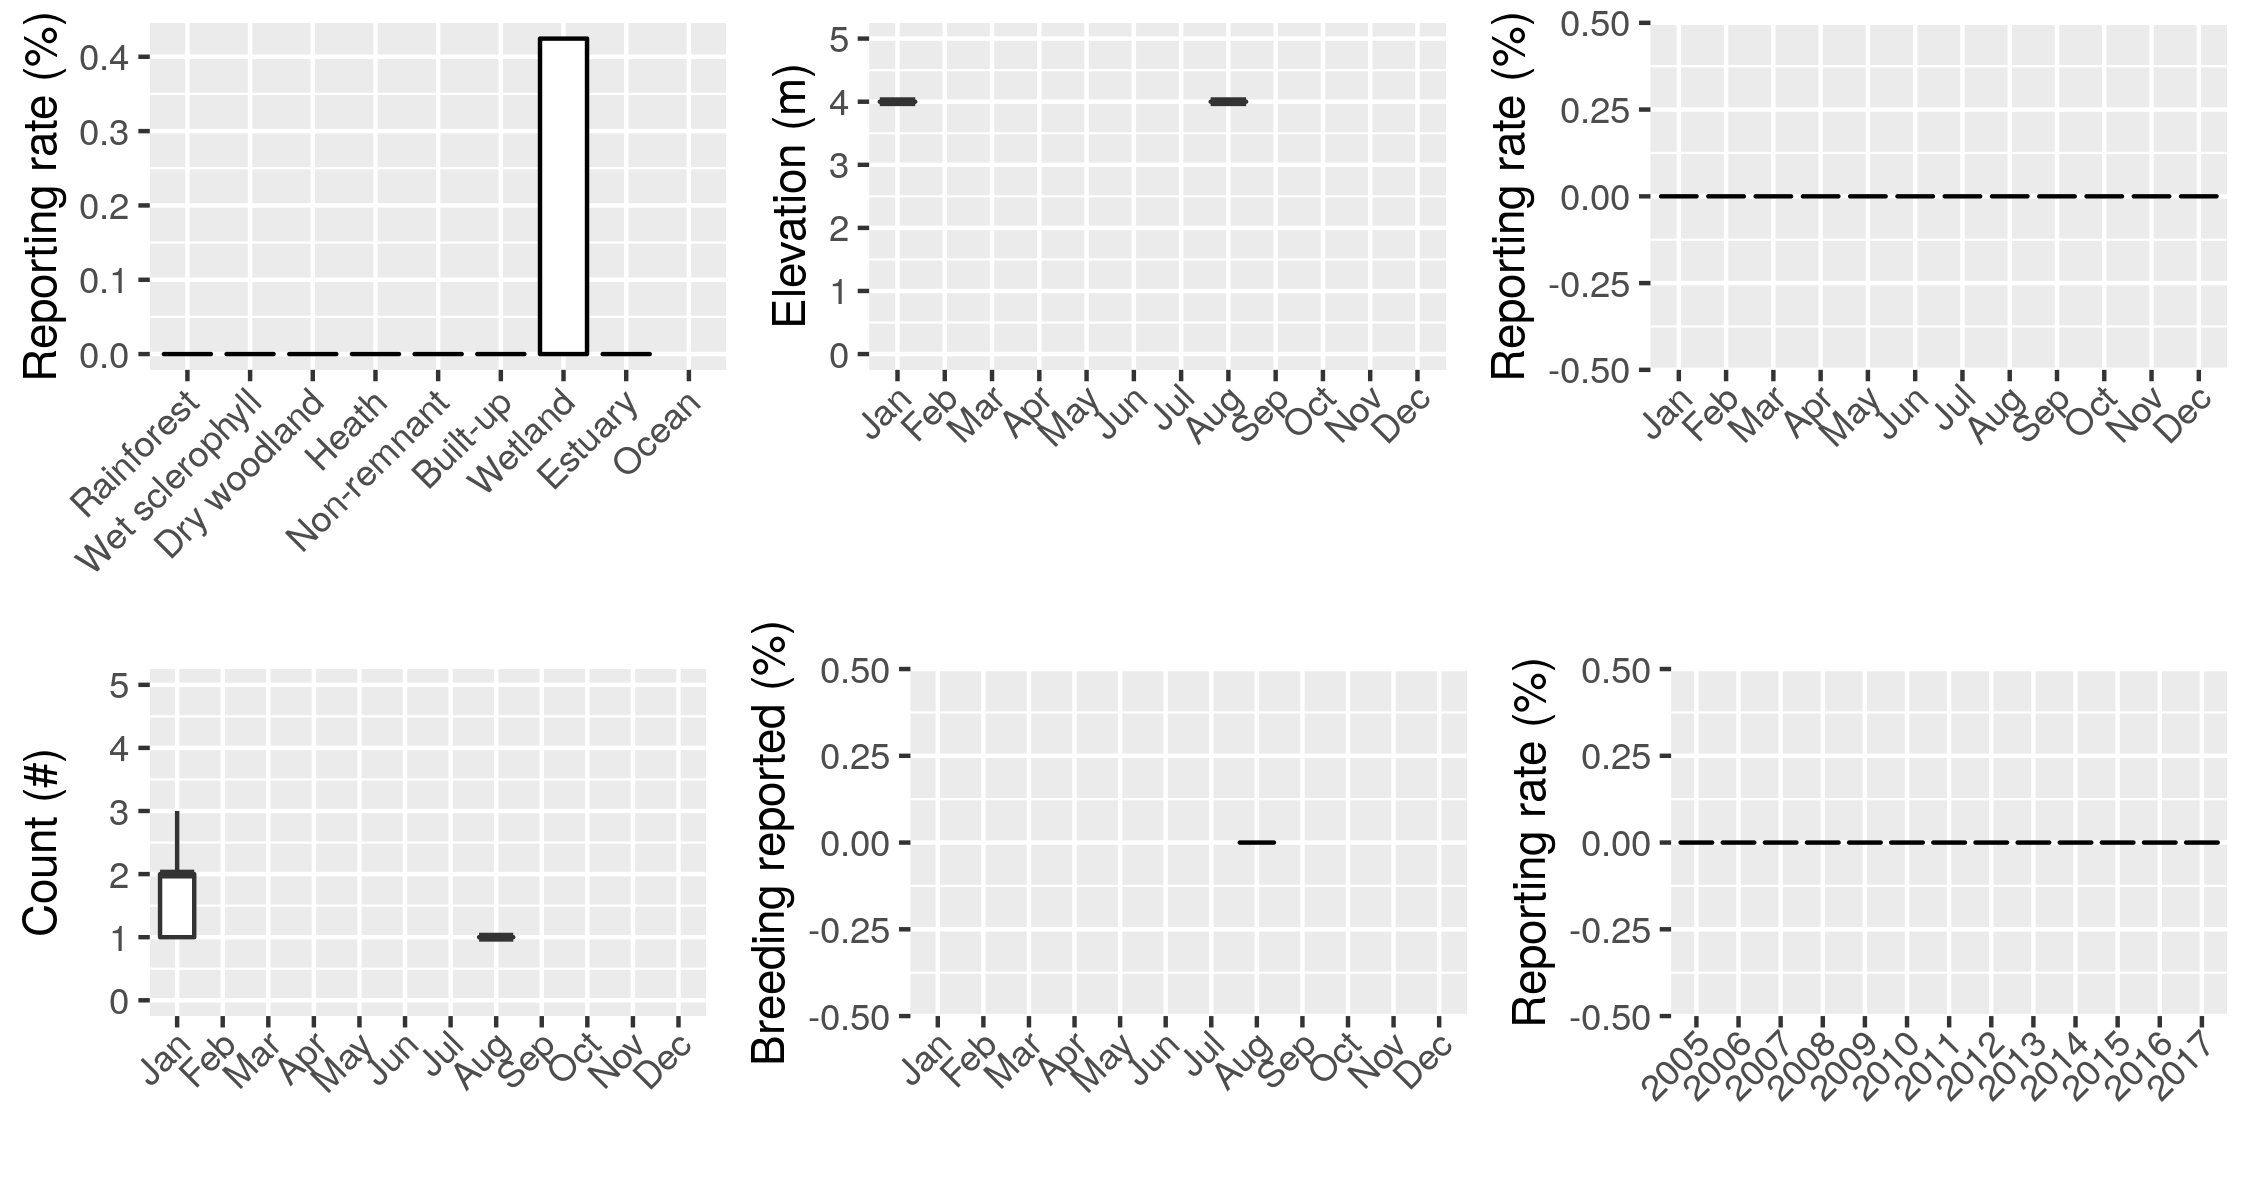 Reporting rate (%)
0.4
0.3
0.2
0.1
0.0
Rainforest
Wet sclerophyll
Dry woodland
Heath
Non-remnant
Built-up
Wetland
Estuary
Ocean
Elevation (m)
5
4
3
2
1
0
Jan
Feb
Mar
Apr
May
Jun
Jul
Aug
Sep
Oct
Nov
Dec
Reporting rate (%)
0.50
0.25
0.00
-0.25
-0.50
Jan
Feb
Mar
Apr
May
Jun
Jul
Aug
Sep
Oct
Nov
Dec
Count (#)
5
4
3
2
1
0
Jan
Feb
Mar
Apr
May
Jun
Jul
Aug
Sep
Oct
Nov
Dec
Breeding reported (%)
0.50
0.25
0.00
-0.25
-0.50
Jan
Feb
Mar
Apr
May
Jun
Jul
Aug
Sep
Oct
Nov
Dec
Reporting rate (%)
0.50
0.25
0.00
-0.25
-0.50
2005
2006
2007
2008
2009
2010
2011
2012
2013
2014
2015
2016
2017